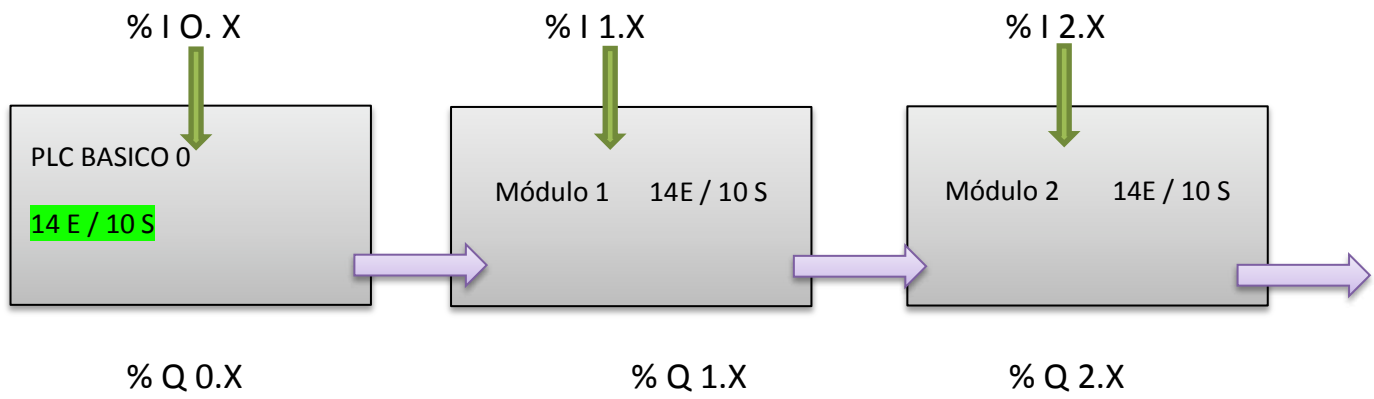 % I O. X
% I 1.X
% I 2.X
PLC BASICO 0
14 E / 10 S
Módulo 1 14E / 10 S
Módulo 2 14E / 10 S
% Q 0.X
% Q 1.X
% Q 2.X